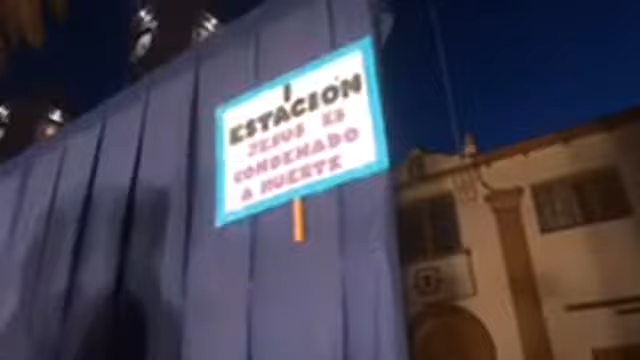 I
ESTACION
JESUS ES
CONDENADO
A MUERTE